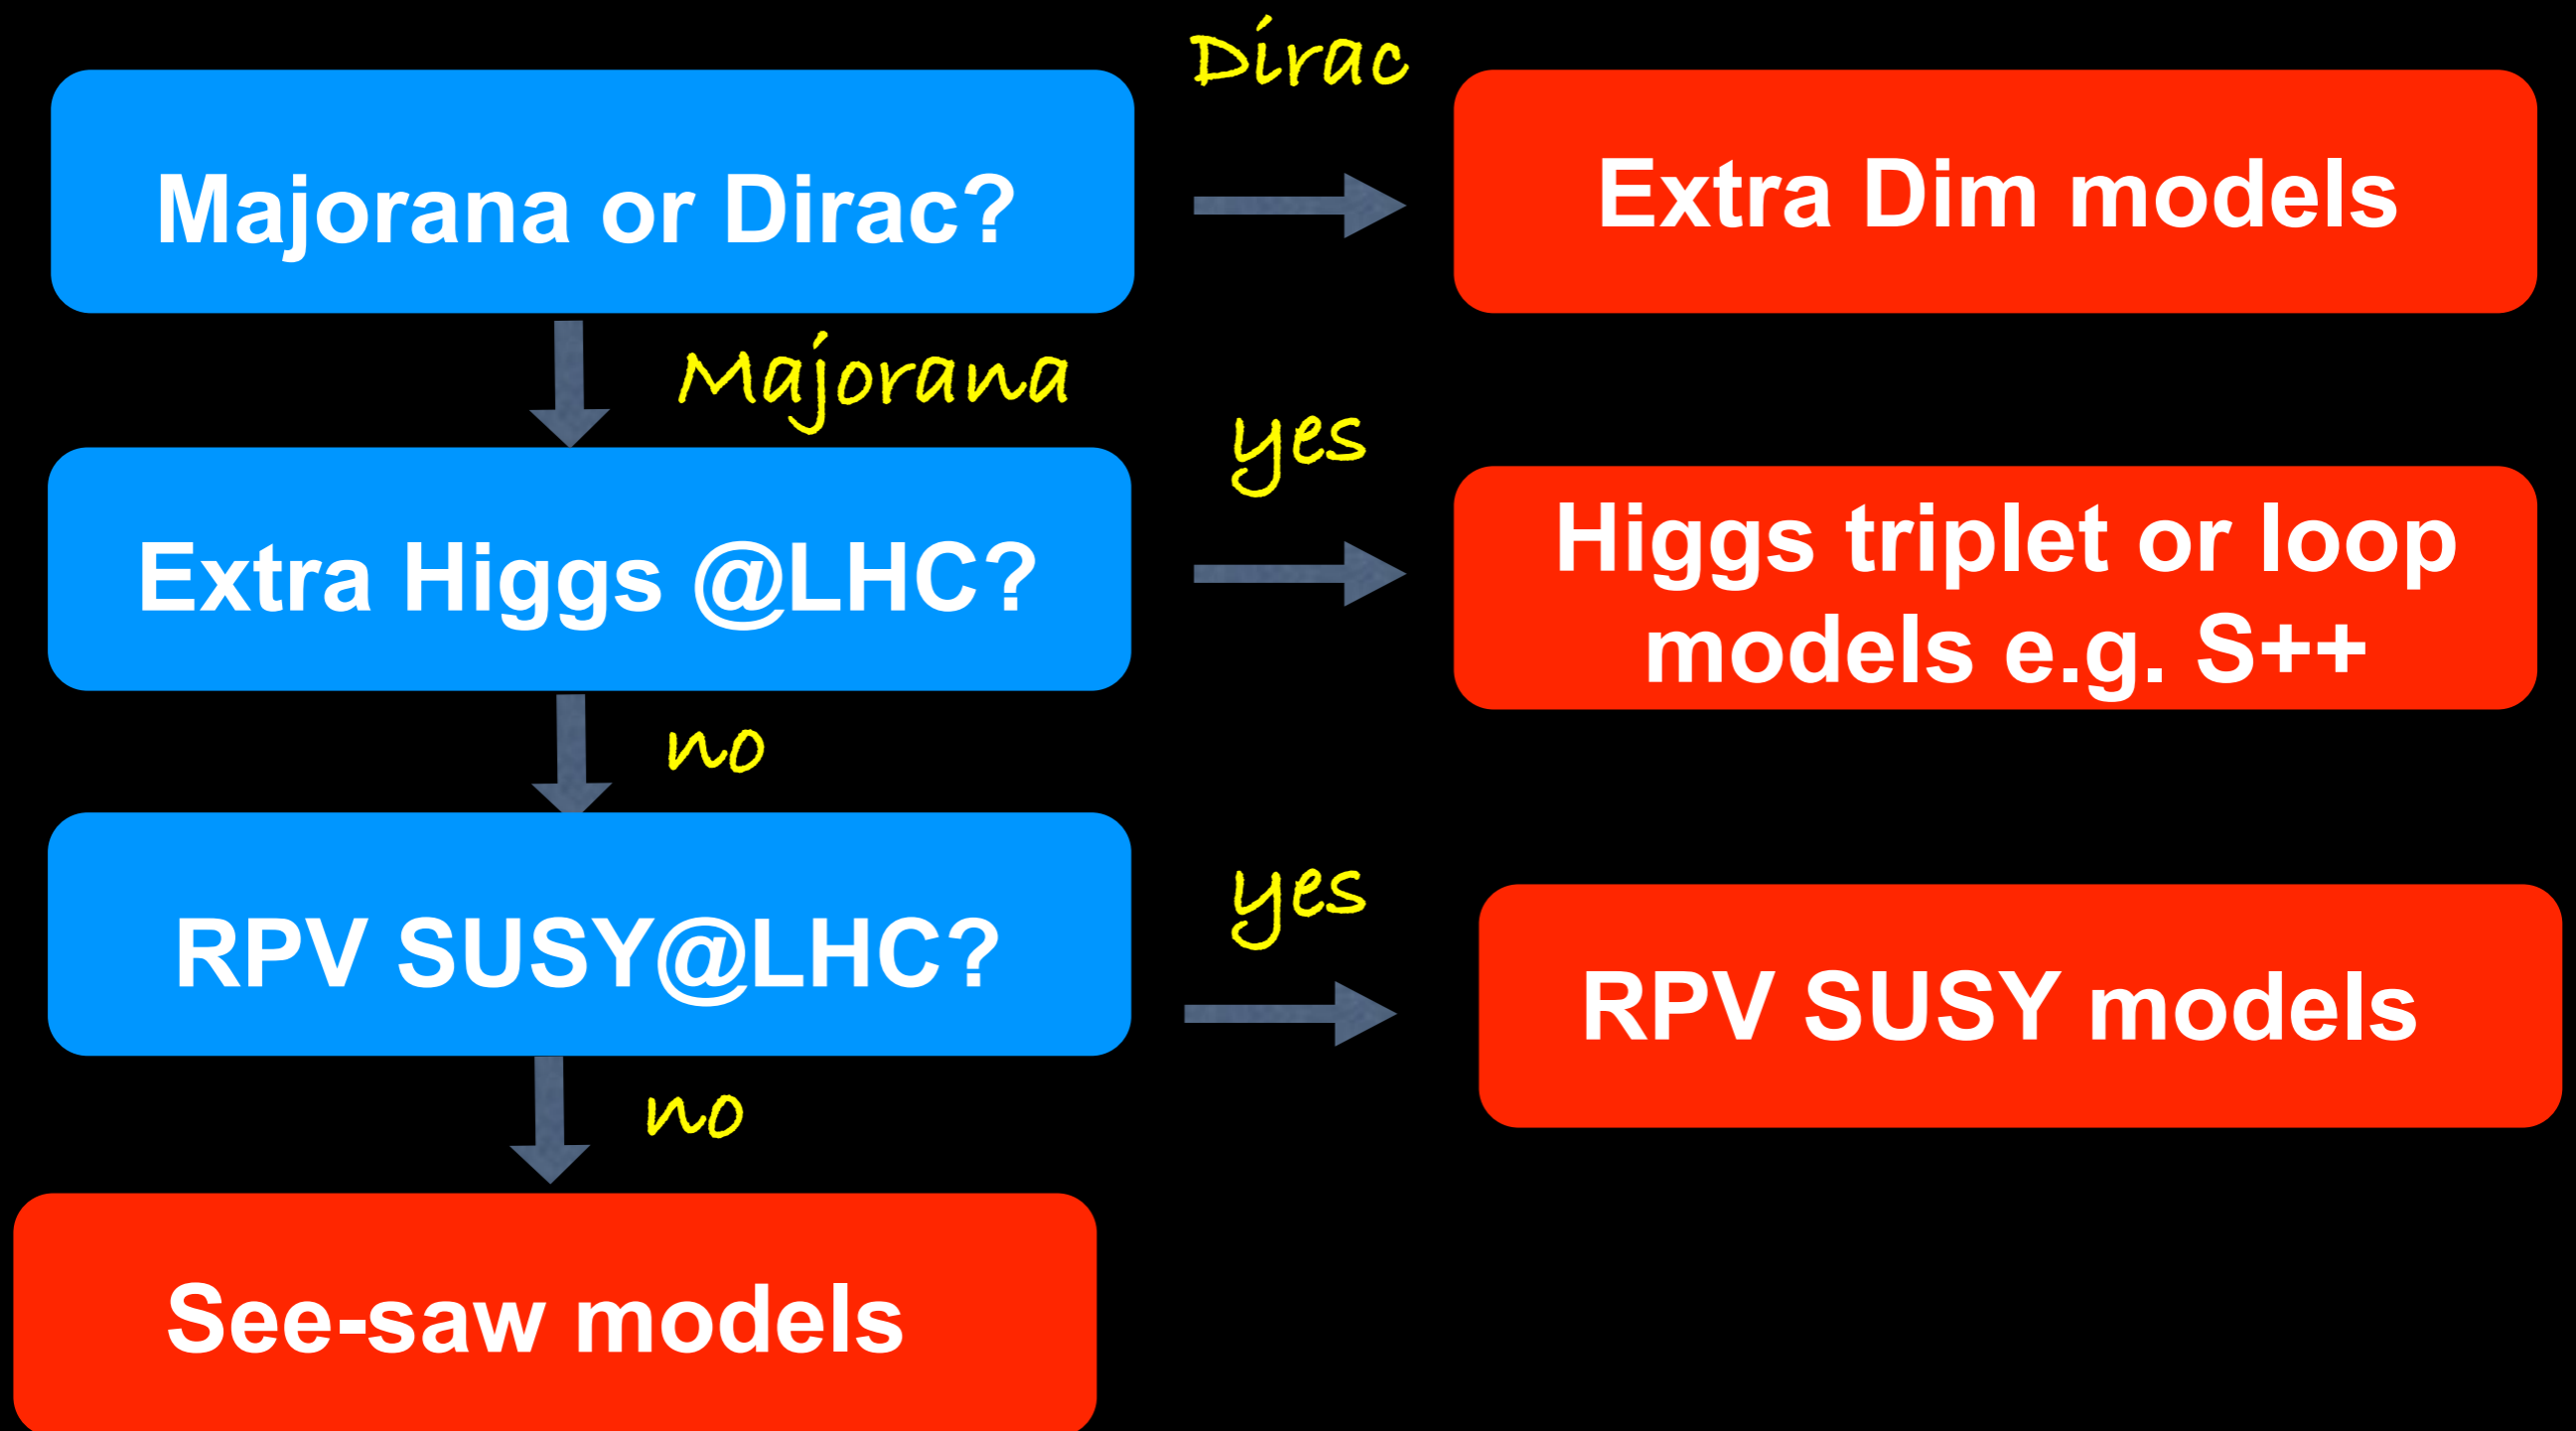 Dirac
Majorana or Dirac?
Extra Dim models
Majorana
yes
Extra Higgs @LHC?
Higgs triplet or loop
models e.g. S++
no
yes
RPV SUSY@LHC?
RPV SUSY models
no
See-saw models